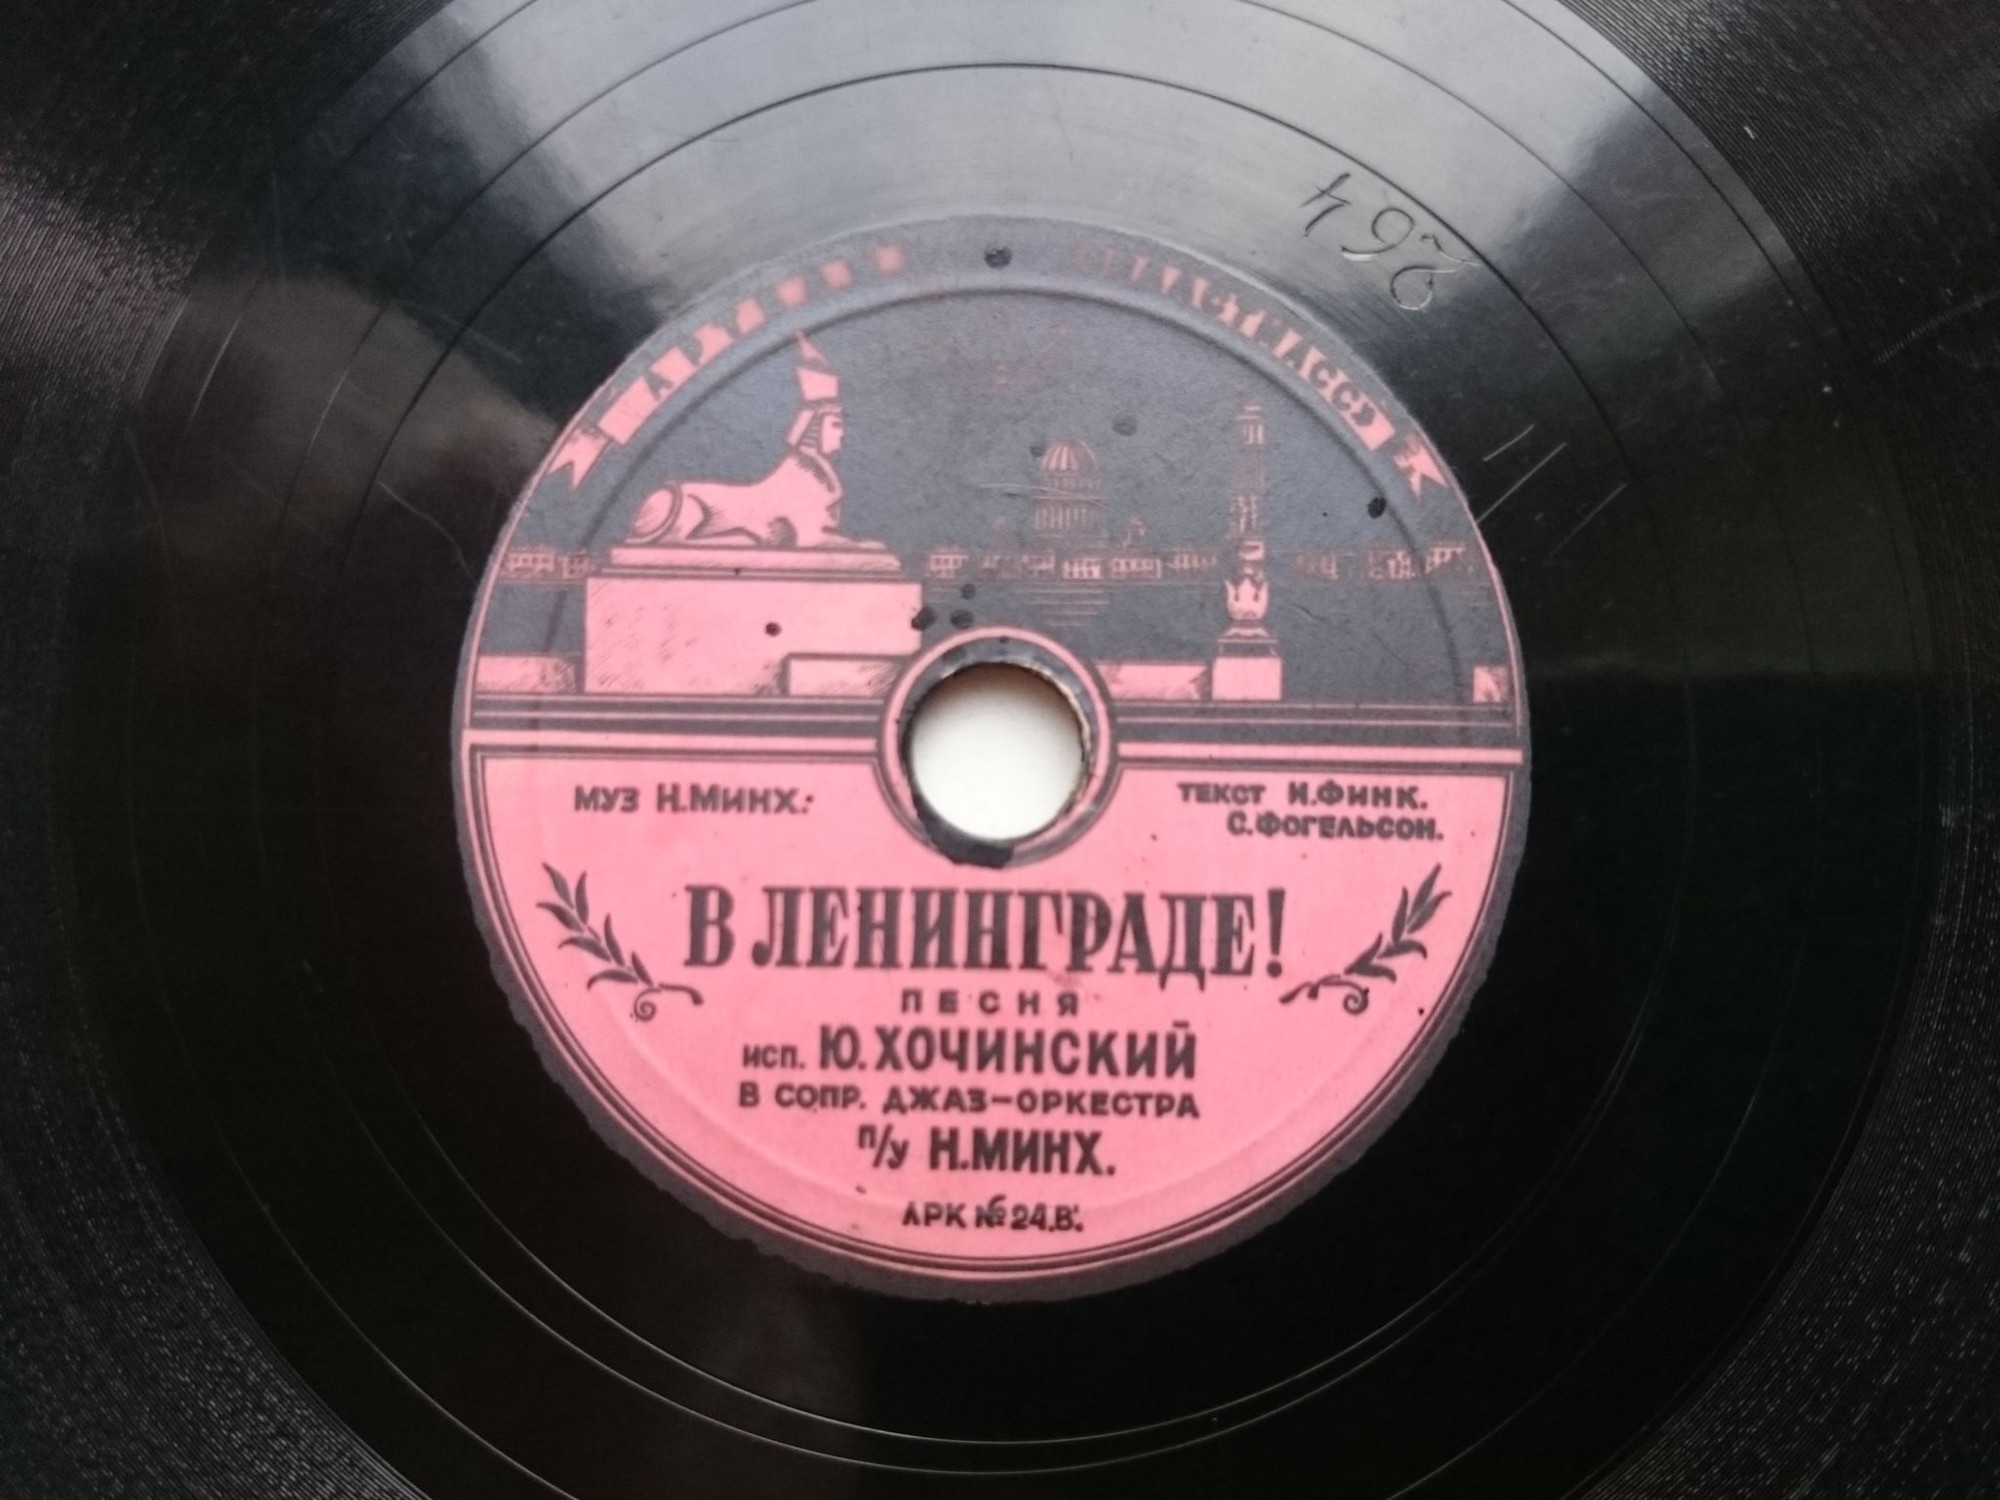 264
МУЗ Н.МИНХ.
ТЕКСТ И.ФИНК.
С.ФОГЕЛЬСОН.
В ЛЕНИНГРАДЕ!
ПЕСНЯ
ИСП. Ю.ХОЧИНСКИЙ
В СОПР. ДЖАЗ-ОРКЕСТРА
П/У Н.МИНХ.
АРК №24.В.